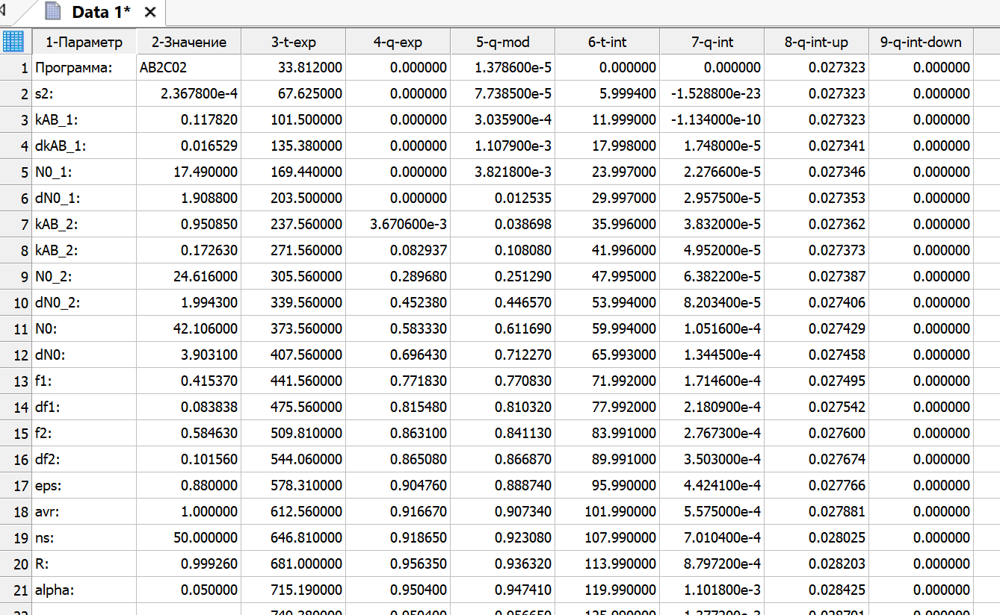 Data 1*
1-Параметр 2-Значение 3-t-exp 4-q-exp 5-q-mod 6-t-int 7-q-int 8-q-int-up 9-q-int-down
1 Программа: AB2C02 33.812000 0.000000 1.378600e-5 0.000000 0.000000 0.027323 0.000000
2 s2: 2.367800e-4 67.625000 0.000000 7.738500e-5 5.999400 -1.528800e-23 0.027323 0.000000
3 kAB_1: 0.117820 101.500000 0.000000 3.035900e-4 11.999000 -1.134000e-10 0.027323 0.000000
4 dkAB_1: 0.016529 135.380000 0.000000 1.107900e-3 17.998000 1.748000e-5 0.027341 0.000000
5 N0_1: 17.490000 169.440000 0.000000 3.821800e-3 23.997000 2.276600e-5 0.027346 0.000000
6 dN0_1: 1.908800 203.500000 0.000000 0.012535 29.997000 2.957500e-5 0.027353 0.000000
7 kAB_2: 0.950850 237.560000 3.670600e-3 0.038698 35.996000 3.832000e-5 0.027362 0.000000
8 kAB_2: 0.172630 271.560000 0.082937 0.108080 41.996000 4.952000e-5 0.027373 0.000000
9 N0_2: 24.616000 305.560000 0.289680 0.251290 47.995000 6.382200e-5 0.027387 0.000000
10 dN0_2: 1.994300 339.560000 0.452380 0.446570 53.994000 8.203400e-5 0.027406 0.000000
11 N0: 42.106000 373.560000 0.583330 0.611690 59.994000 1.051600e-4 0.027429 0.000000
12 dN0: 3.903100 407.560000 0.696430 0.712270 65.993000 1.344500e-4 0.027458 0.000000
13 f1: 0.415370 441.560000 0.771830 0.770830 71.992000 1.714600e-4 0.027495 0.000000
14 df1: 0.083838 475.560000 0.815480 0.810320 77.992000 2.180900e-4 0.027542 0.000000
15 f2: 0.584630 509.810000 0.863100 0.841130 83.991000 2.767300e-4 0.027600 0.000000
16 df2: 0.101560 544.060000 0.865080 0.866870 89.991000 3.503000e-4 0.027674 0.000000
17 eps: 0.880000 578.310000 0.904760 0.888740 95.990000 4.424100e-4 0.027766 0.000000
18 avr: 1.000000 612.560000 0.916670 0.907340 101.990000 5.575000e-4 0.027881 0.000000
19 ns: 50.000000 646.810000 0.918650 0.923080 107.990000 7.010400e-4 0.028025 0.000000
20 R: 0.999260 681.000000 0.956350 0.936320 113.990000 8.797200e-4 0.028203 0.000000
21 alpha: 0.050000 715.190000 0.950400 0.947410 119.990000 1.101800e-3 0.028425 0.000000